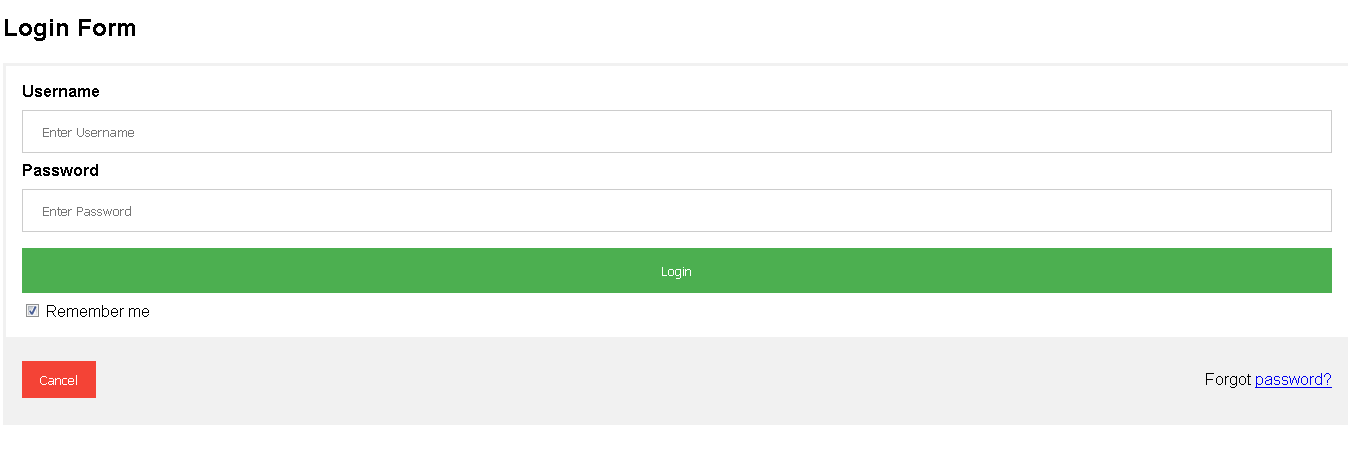 Login Form
Username
Enter Username
Password
Enter Password
Login
Remember me
Cancel
Forgot password?